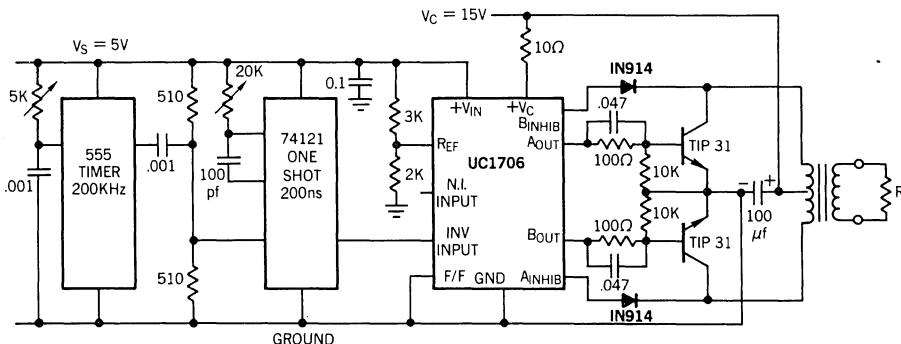 V_C = 15V
V_S = 5V
10Ω
IN914
5K
510
20K
0.1
3K
+V_IN
+V_C
B_INHIB
.047
A_OUT
TIP 31
555
TIMER
200KHz
.001
74121
ONE
SHOT
200ns
100
pf
R_EF
UC1706
100Ω
10K
2K
N.I.
INPUT
− +
R
.001
10K
100
μf
100Ω
INV
INPUT
B_OUT
TIP 31
510
F/F
GND
A_INHIB
.047
IN914
GROUND